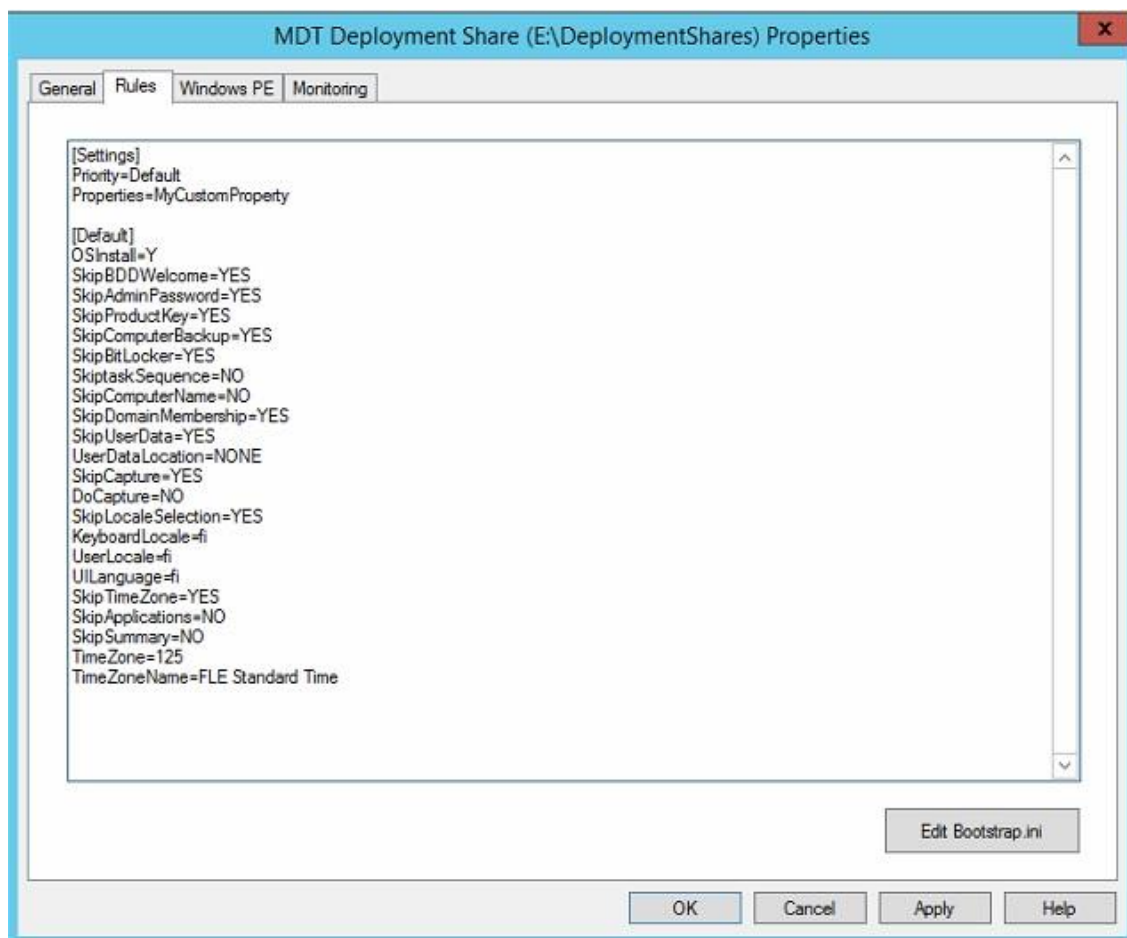 MDT Deployment Share (E:\DeploymentShares) Properties
x
General Rules Windows PE Monitoring
[Settings]
Priority=Default
Properties=MyCustomProperty
[Default]
OSInstall=Y
SkipBDDWelcome=YES
SkipAdminPassword=YES
SkipProductKey=YES
SkipComputerBackup=YES
SkipBitLocker=YES
SkiptaskSequence=NO
SkipComputerName=NO
SkipDomainMembership=YES
SkipUserData=YES
UserDataLocation=NONE
SkipCapture=YES
DoCapture=NO
SkipLocaleSelection=YES
KeyboardLocale=fi
UserLocale=fi
UILanguage=fi
SkipTimeZone=YES
SkipApplications=NO
SkipSummary=NO
TimeZone=125
TimeZoneName=FLE Standard Time
Edit Bootstrap.ini
OK Cancel Apply Help